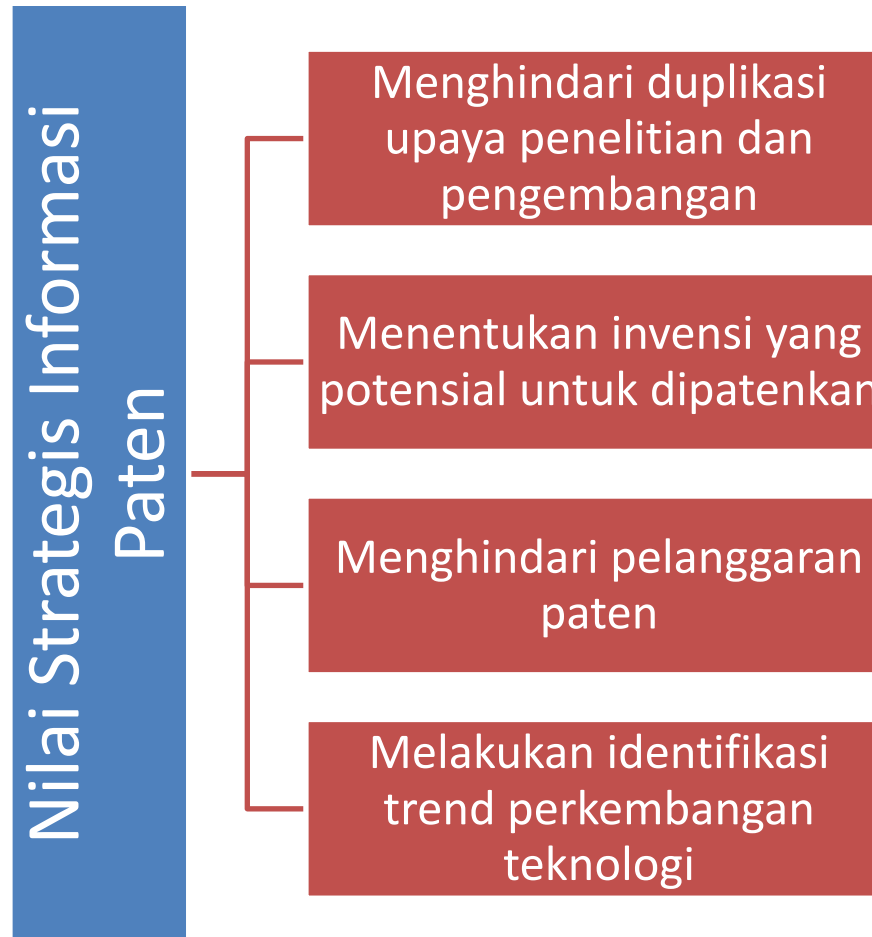 Nilai Strategis Informasi
Paten
Menghindari duplikasi
upaya penelitian dan
pengembangan
Menentukan invensi yang
potensial untuk dipatenkan
Menghindari pelanggaran
paten
Melakukan identifikasi
trend perkembangan
teknologi